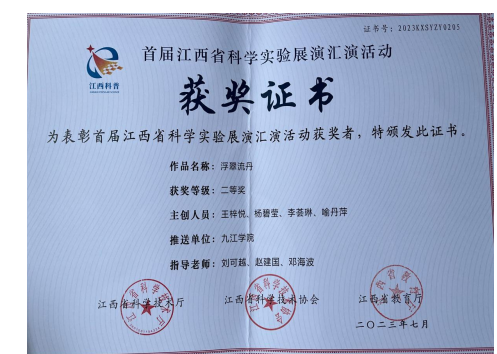 证书号：2023KXSYZY0205
首届江西省科学实验展演汇演活动
江西科普
获奖证书
为表彰首届江西省科学实验展演汇演活动获奖者，特颁发此证书。
作品名称：浮翠流丹
获奖等级：二等奖
主创人员：王梓悦、杨碧莹、李荟琳、喻丹萍
推送单位：九江学院
指导老师：刘可越、赵建国、邓海波
江西省科学技术厅 江西省科学技术协会 江西省教育厅
二〇二三年七月